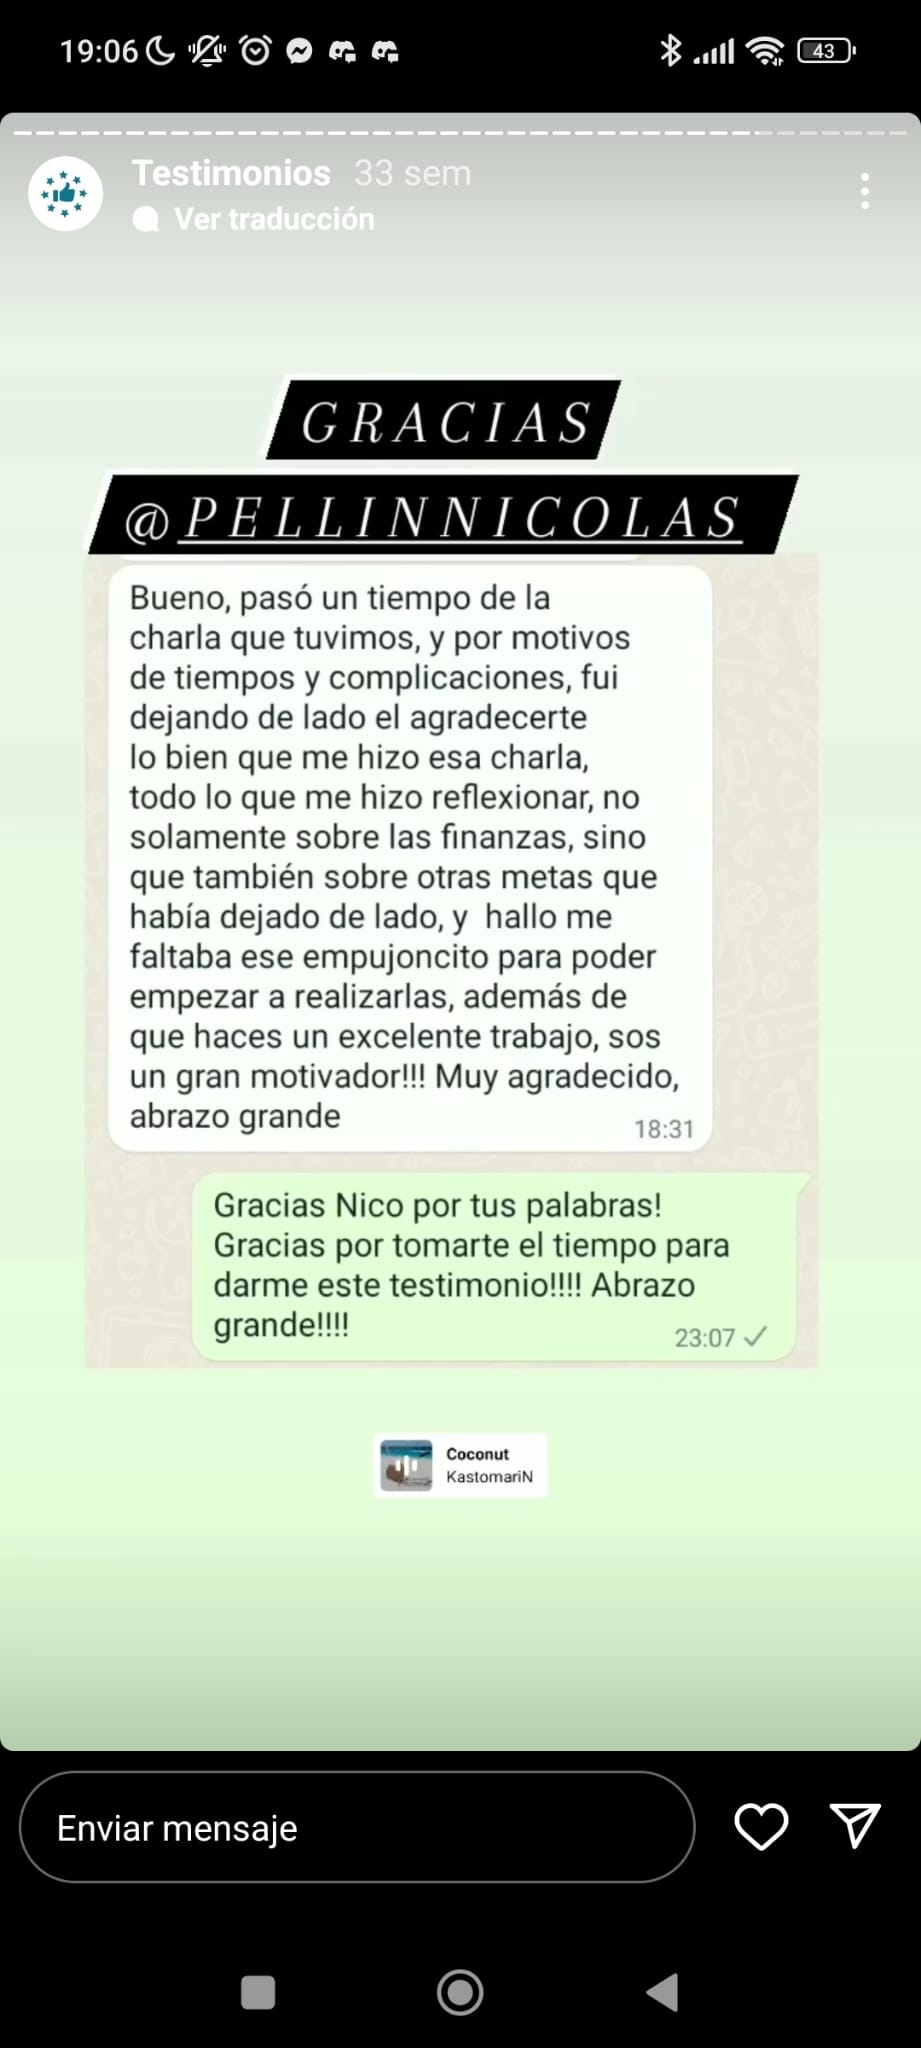 19:06
43
Testimonios 33 sem
Ver traducción
GRACIAS
@PELLINNICOLAS
Bueno, pasó un tiempo de la
charla que tuvimos, y por motivos
de tiempos y complicaciones, fui
dejando de lado el agradecerte
lo bien que me hizo esa charla,
todo lo que me hizo reflexionar, no
solamente sobre las finanzas, sino
que también sobre otras metas que
había dejado de lado, y  hallo me
faltaba ese empujoncito para poder
empezar a realizarlas, además de
que haces un excelente trabajo, sos
un gran motivador!!! Muy agradecido,
abrazo grande
18:31
Gracias Nico por tus palabras!
Gracias por tomarte el tiempo para
darme este testimonio!!!! Abrazo
grande!!!!
23:07
Coconut
KastomariN
Enviar mensaje